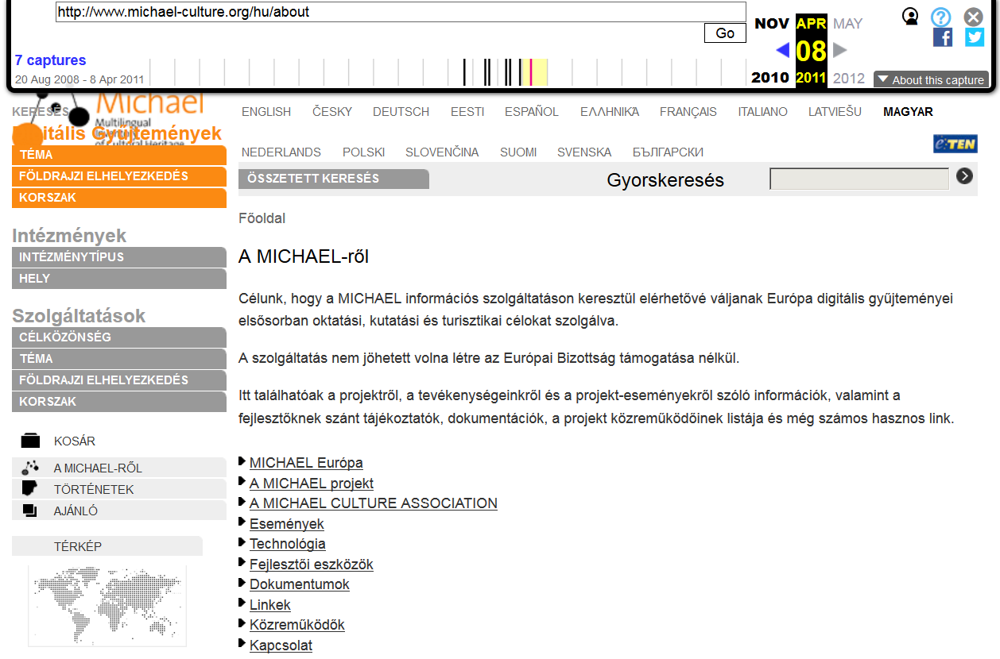 http://www.michael-culture.org/hu/about
Go
NOV APR MAY
08
2010 2011 2012
7 captures
20 Aug 2008 - 8 Apr 2011
About this capture
KERESÉS
Michael
Multilingual
Inventory
of Cultural Heritage
Digitális Gyűjtemények
TÉMA
FÖLDRAJZI ELHELYEZKEDÉS
KORSZAK
Intézmények
INTÉZMÉNYTÍPUS
HELY
Szolgáltatások
CÉLKÖZÖNSÉG
TÉMA
FÖLDRAJZI ELHELYEZKEDÉS
KORSZAK
KOSÁR
A MICHAEL-RŐL
TÖRTÉNETEK
AJÁNLÓ
TÉRKÉP
ENGLISH ČESKY DEUTSCH EESTI ESPAÑOL ΕΛΛΗΝΙΚΆ FRANÇAIS ITALIANO LATVIEŠU MAGYAR
NEDERLANDS POLSKI SLOVENČINA SUOMI SVENSKA БЪЛГАРСКИ
e TEN
ÖSSZETETT KERESÉS
Gyorskeresés
Főoldal
A MICHAEL-ről
Célunk, hogy a MICHAEL információs szolgáltatáson keresztül elérhetővé váljanak Európa digitális gyűjteményei
elsősorban oktatási, kutatási és turisztikai célokat szolgálva.
A szolgáltatás nem jöhetett volna létre az Európai Bizottság támogatása nélkül.
Itt találhatóak a projektről, a tevékenységeinkről és a projekt-eseményekről szóló információk, valamint a
fejlesztőknek szánt tájékoztatók, dokumentációk, a projekt közreműködőinek listája és még számos hasznos link.
MICHAEL Európa
A MICHAEL projekt
A MICHAEL CULTURE ASSOCIATION
Események
Technológia
Fejlesztői eszközök
Dokumentumok
Linkek
Közreműködők
Kapcsolat